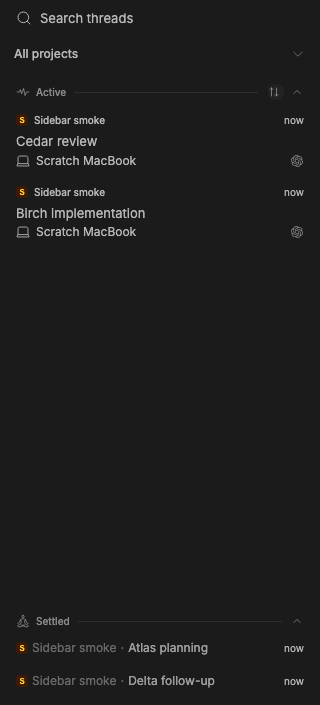 Search threads
All projects
Active
S Sidebar smoke now
Cedar review
Scratch MacBook
S Sidebar smoke now
Birch implementation
Scratch MacBook
Settled
S Sidebar smoke · Atlas planning now
S Sidebar smoke · Delta follow-up now